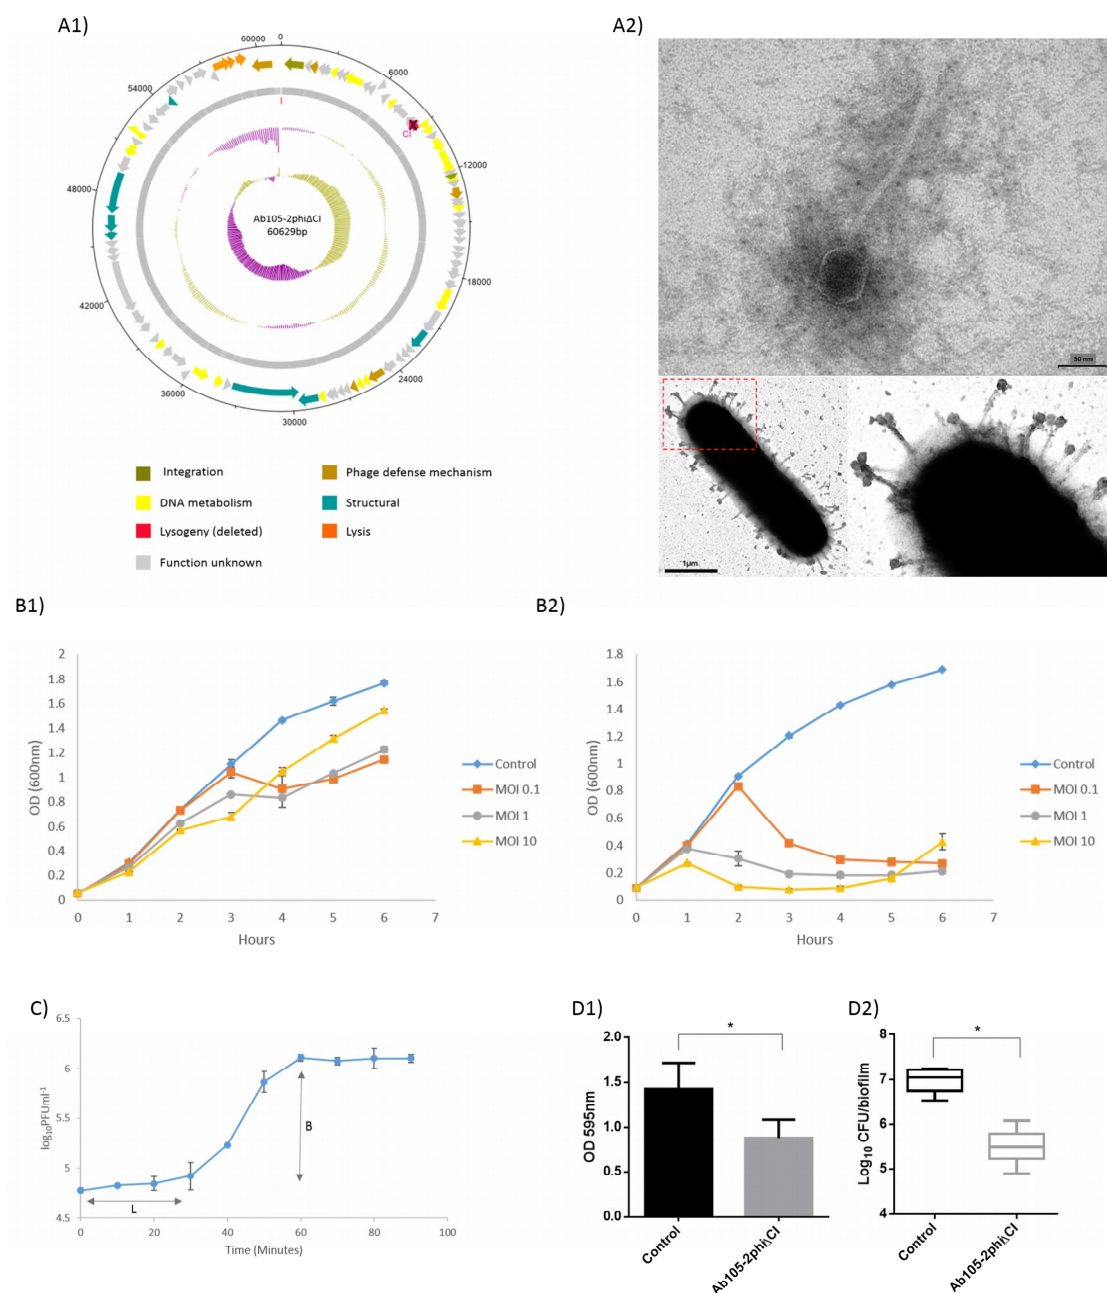 A1)
A2)
0
6000
12000
18000
24000
30000
36000
42000
48000
54000
60000
CI
Ab105-2phiΔCI
60629bp
50 nm
1µm
Integration
DNA metabolism
Lysogeny (deleted)
Function unknown
Phage defense mechanism
Structural
Lysis
B1)
B2)
2
1.8
1.6
1.4
1.2
1
0.8
0.6
0.4
0.2
0
OD (600nm)
0 1 2 3 4 5 6 7
Hours
Control
MOI 0.1
MOI 1
MOI 10
1.8
1.6
1.4
1.2
1
0.8
0.6
0.4
0.2
0
OD (600nm)
0 1 2 3 4 5 6 7
Hours
Control
MOI 0.1
MOI 1
MOI 10
C)
6.5
6
5.5
5
4.5
log₁₀PFUml⁻¹
L
B
0 20 40 60 80 100
Time (Minutes)
D1)
*
2.0
1.5
1.0
0.5
0.0
OD 595nm
Control
Ab105-2phiΔCI
D2)
*
8
7
6
5
4
Log₁₀ CFU/biofilm
Control
Ab105-2phiΔCI